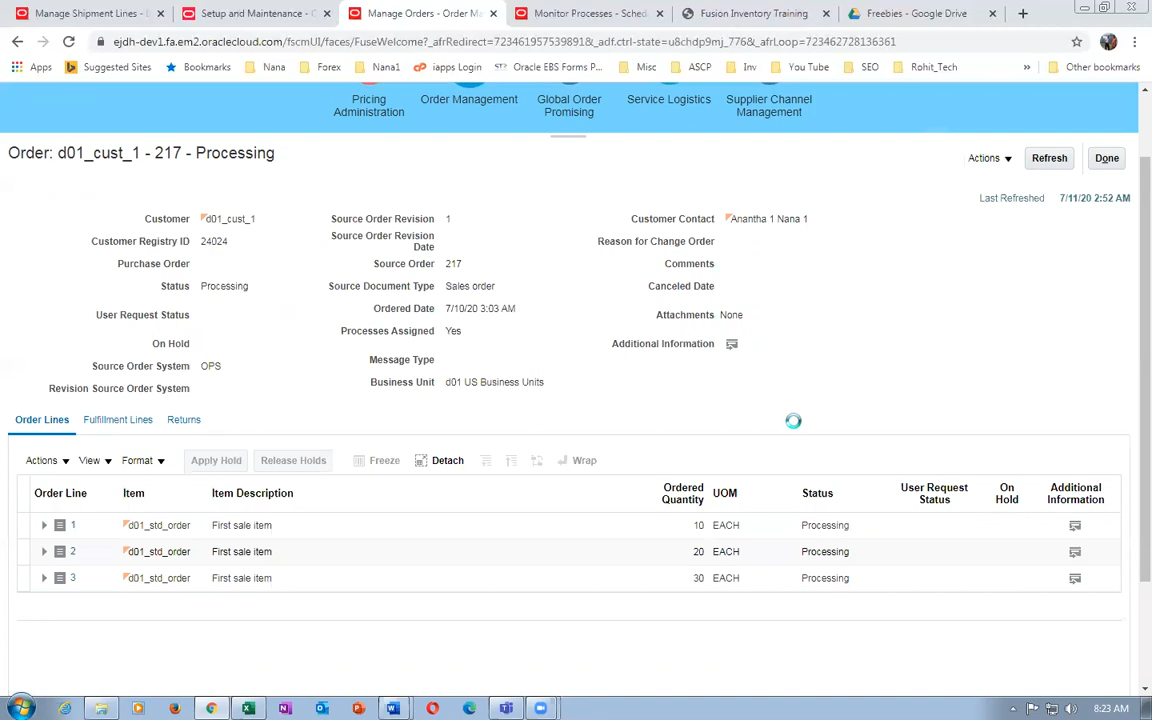 Manage Shipment Lines - 
Setup and Maintenance - 
Manage Orders - Order Me
Monitor Processes - Sched
Fusion Inventory Training
Freebies - Google Drive
ejdh-dev1.fa.em2.oraclecloud.com/fscmUI/faces/FuseWelcome?_afrRedirect=7234619575398918&_adf.ctrl-state=u8chdp9mj_776&_afrLoop=723462728136361
Apps Suggested Sites Bookmarks Nana Forex Nana1 iapps Login Oracle EBS Forms P... Misc ASCP Inv You Tube SEO Rohit_Tech » Other bookmarks
Pricing Administration
Order Management
Global Order Promising
Service Logistics
Supplier Channel Management
Order: d01_cust_1 - 217 - Processing
Actions Refresh Done
Last Refreshed 7/11/20 2:52 AM
Customer d01_cust_1
Customer Registry ID 24024
Purchase Order
Status Processing
User Request Status
On Hold
Source Order System OPS
Revision Source Order System
Source Order Revision 1
Source Order Revision Date
Source Order 217
Source Document Type Sales order
Ordered Date 7/10/20 3:03 AM
Processes Assigned Yes
Message Type
Business Unit d01 US Business Units
Customer Contact Anantha 1 Nana 1
Reason for Change Order
Comments
Canceled Date
Attachments None
Additional Information
Order Lines Fulfillment Lines Returns
Actions View Format Apply Hold Release Holds Freeze Detach Wrap
Order Line Item Item Description Ordered Quantity UOM Status User Request Status On Hold Additional Information
1 d01_std_order First sale item 10 EACH Processing
2 d01_std_order First sale item 20 EACH Processing
3 d01_std_order First sale item 30 EACH Processing
8:23 AM